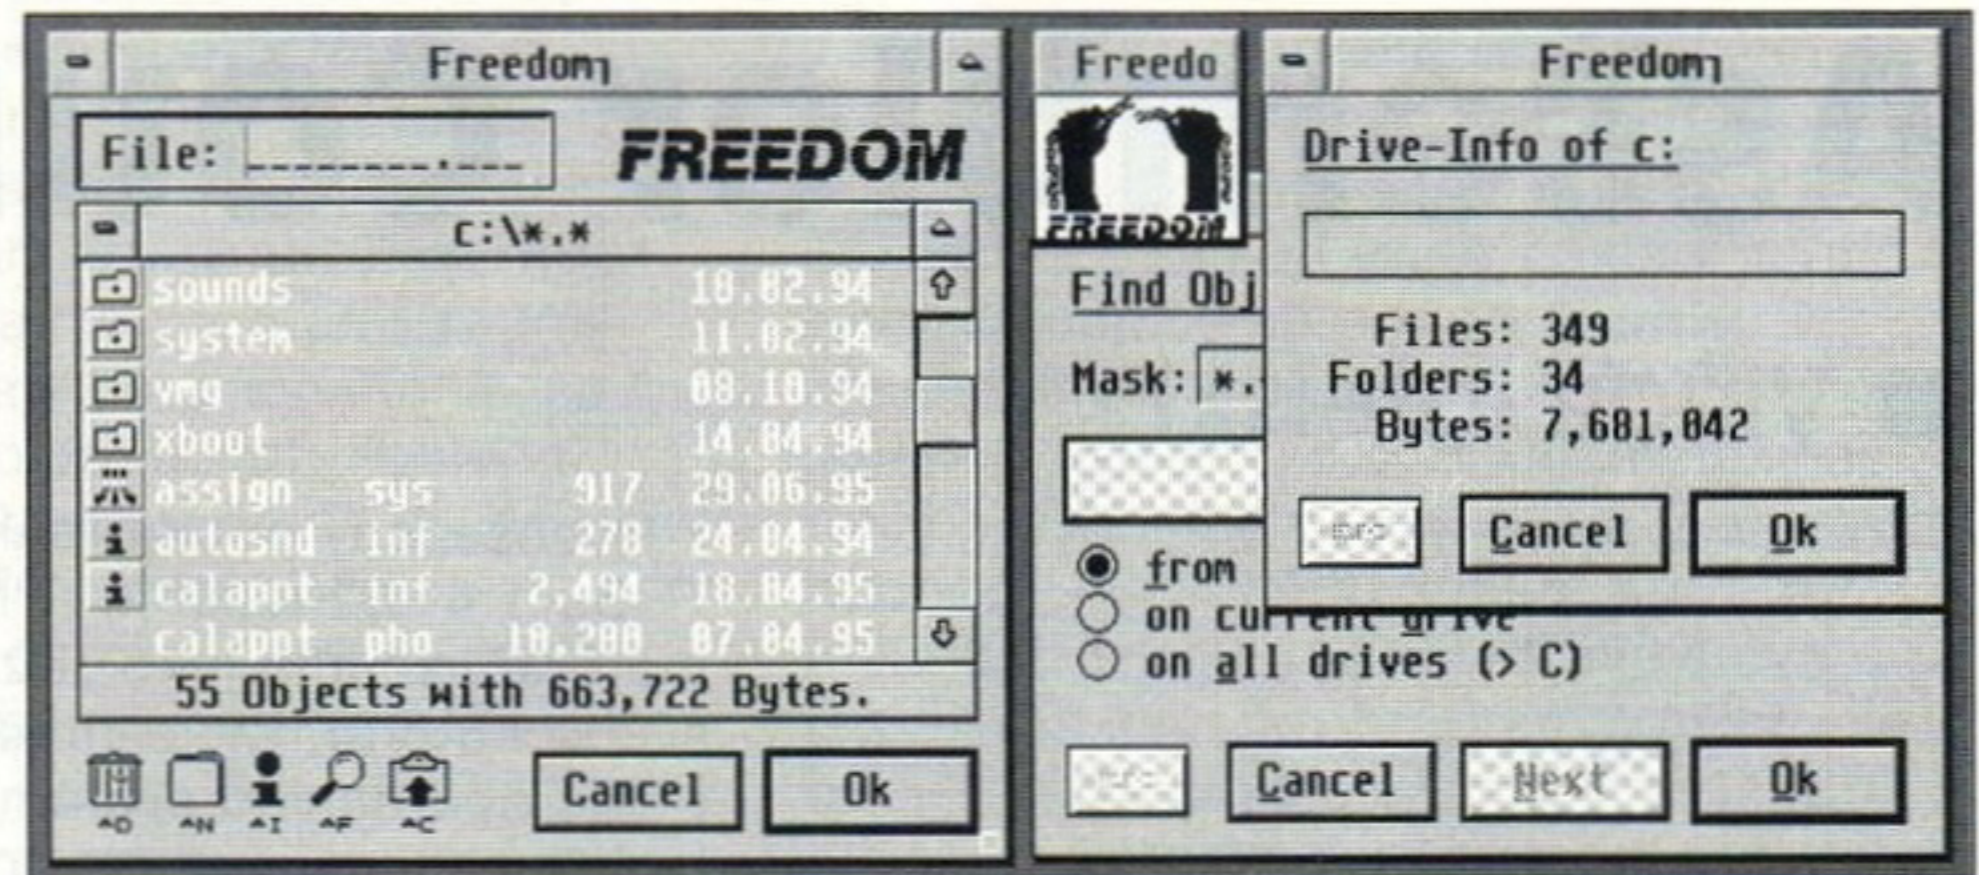 Freedom
File: ________.___
FREEDOM
c:\*.*
sounds 10.02.94
system 11.02.94
vmg 08.10.94
xboot 14.04.94
assign sys 917 29.06.95
autosnd inf 278 24.04.94
calappt inf 2,494 18.04.95
calappt pho 10,200 07.04.95
55 Objects with 663,722 Bytes.
^D ^N ^I ^F ^C
Cancel Ok
Freedo
FREEDOM
Find Obj
Mask: *.
from
on current drive
on all drives (> C)
Cancel Next Ok
Freedom
Drive-Info of c:
Files: 349
Folders: 34
Bytes: 7,681,042
Cancel Ok